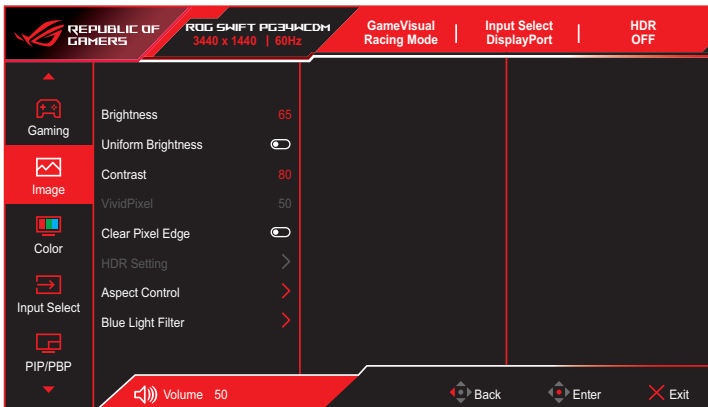 REPUBLIC OF
GAMERS
ROG SWIFT PG34WCDM
3440 x 1440 | 60Hz
GameVisual
Racing Mode
Input Select
DisplayPort
HDR
OFF
Gaming
Image
Color
Input Select
PIP/PBP
Brightness 65
Uniform Brightness
Contrast 80
VividPixel 50
Clear Pixel Edge
HDR Setting
Aspect Control
Blue Light Filter
Volume 50
Back
Enter
Exit